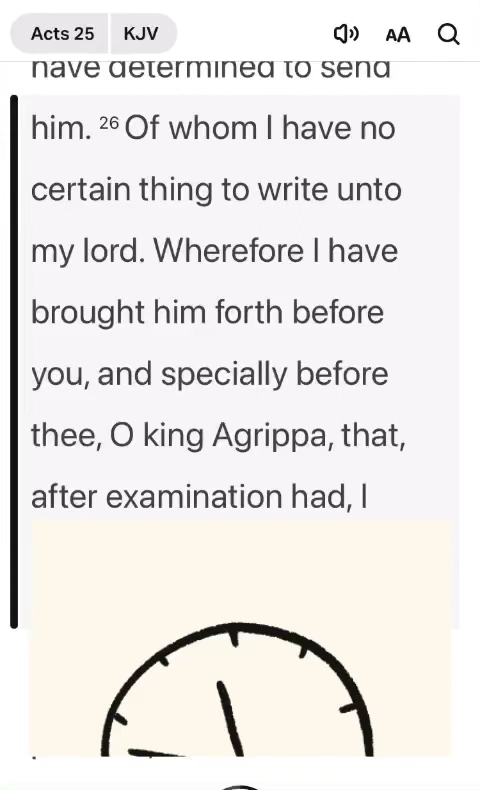 Acts 25 KJV AA
have determined to send
him. 26 Of whom I have no
certain thing to write unto
my lord. Wherefore I have
brought him forth before
you, and specially before
thee, O king Agrippa, that,
after examination had, I